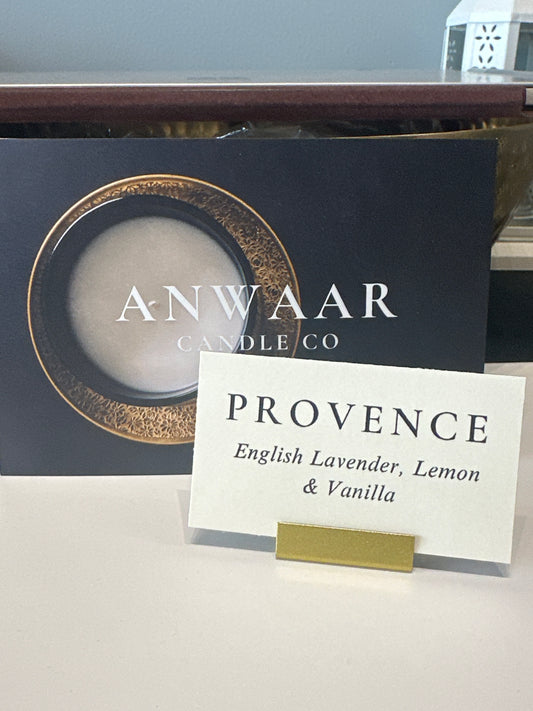 ANWAAR
CANDLE CO
PROVENCE
English Lavender, Lemon
& Vanilla